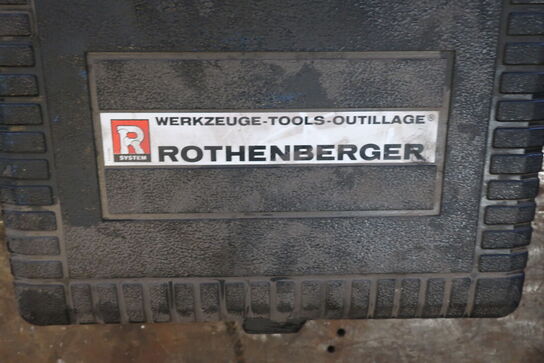 WERKZEUGE-TOOLS-OUTILLAGE®
R
SYSTEM
ROTHENBERGER